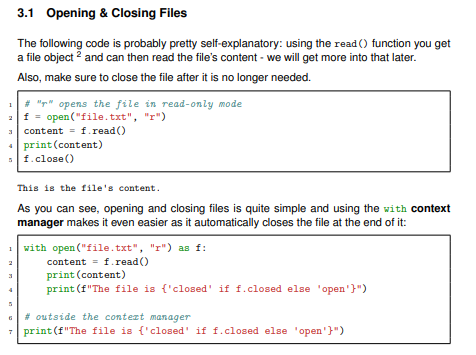 3.1 Opening & Closing Files
The following code is probably pretty self-explanatory: using the read() function you get
a file object 2 and can then read the file's content - we will get more into that later.
Also, make sure to close the file after it is no longer needed.
1 # "r" opens the file in read-only mode
2 f = open("file.txt", "r")
3 content = f.read()
4 print(content)
5 f.close()
This is the file's content.
As you can see, opening and closing files is quite simple and using the with context
manager makes it even easier as it automatically closes the file at the end of it:
1 with open("file.txt", "r") as f:
2     content = f.read()
3     print(content)
4     print(f"The file is {'closed' if f.closed else 'open'}")
5
6 # outside the context manager
7 print(f"The file is {'closed' if f.closed else 'open'}")